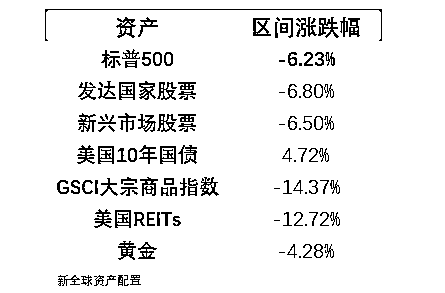 资产 区间涨跌幅
标普500 -6.23%
发达国家股票 -6.80%
新兴市场股票 -6.50%
美国10年国债 4.72%
GSCI大宗商品指数 -14.37%
美国REITs -12.72%
黄金 -4.28%
新全球资产配置